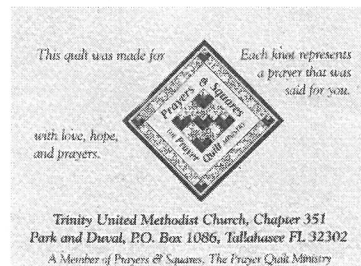 This quilt was made for
Each knot represents
a prayer that was
said for you.
Prayers & Squares
THE Prayer Quilt MINISTRY
with love, hope,
and prayers.
Trinity United Methodist Church, Chapter 351
Park and Duval, P.O. Box 1086, Tallahasee FL 32302
A Member of Prayers & Squares, The Prayer Quilt Ministry